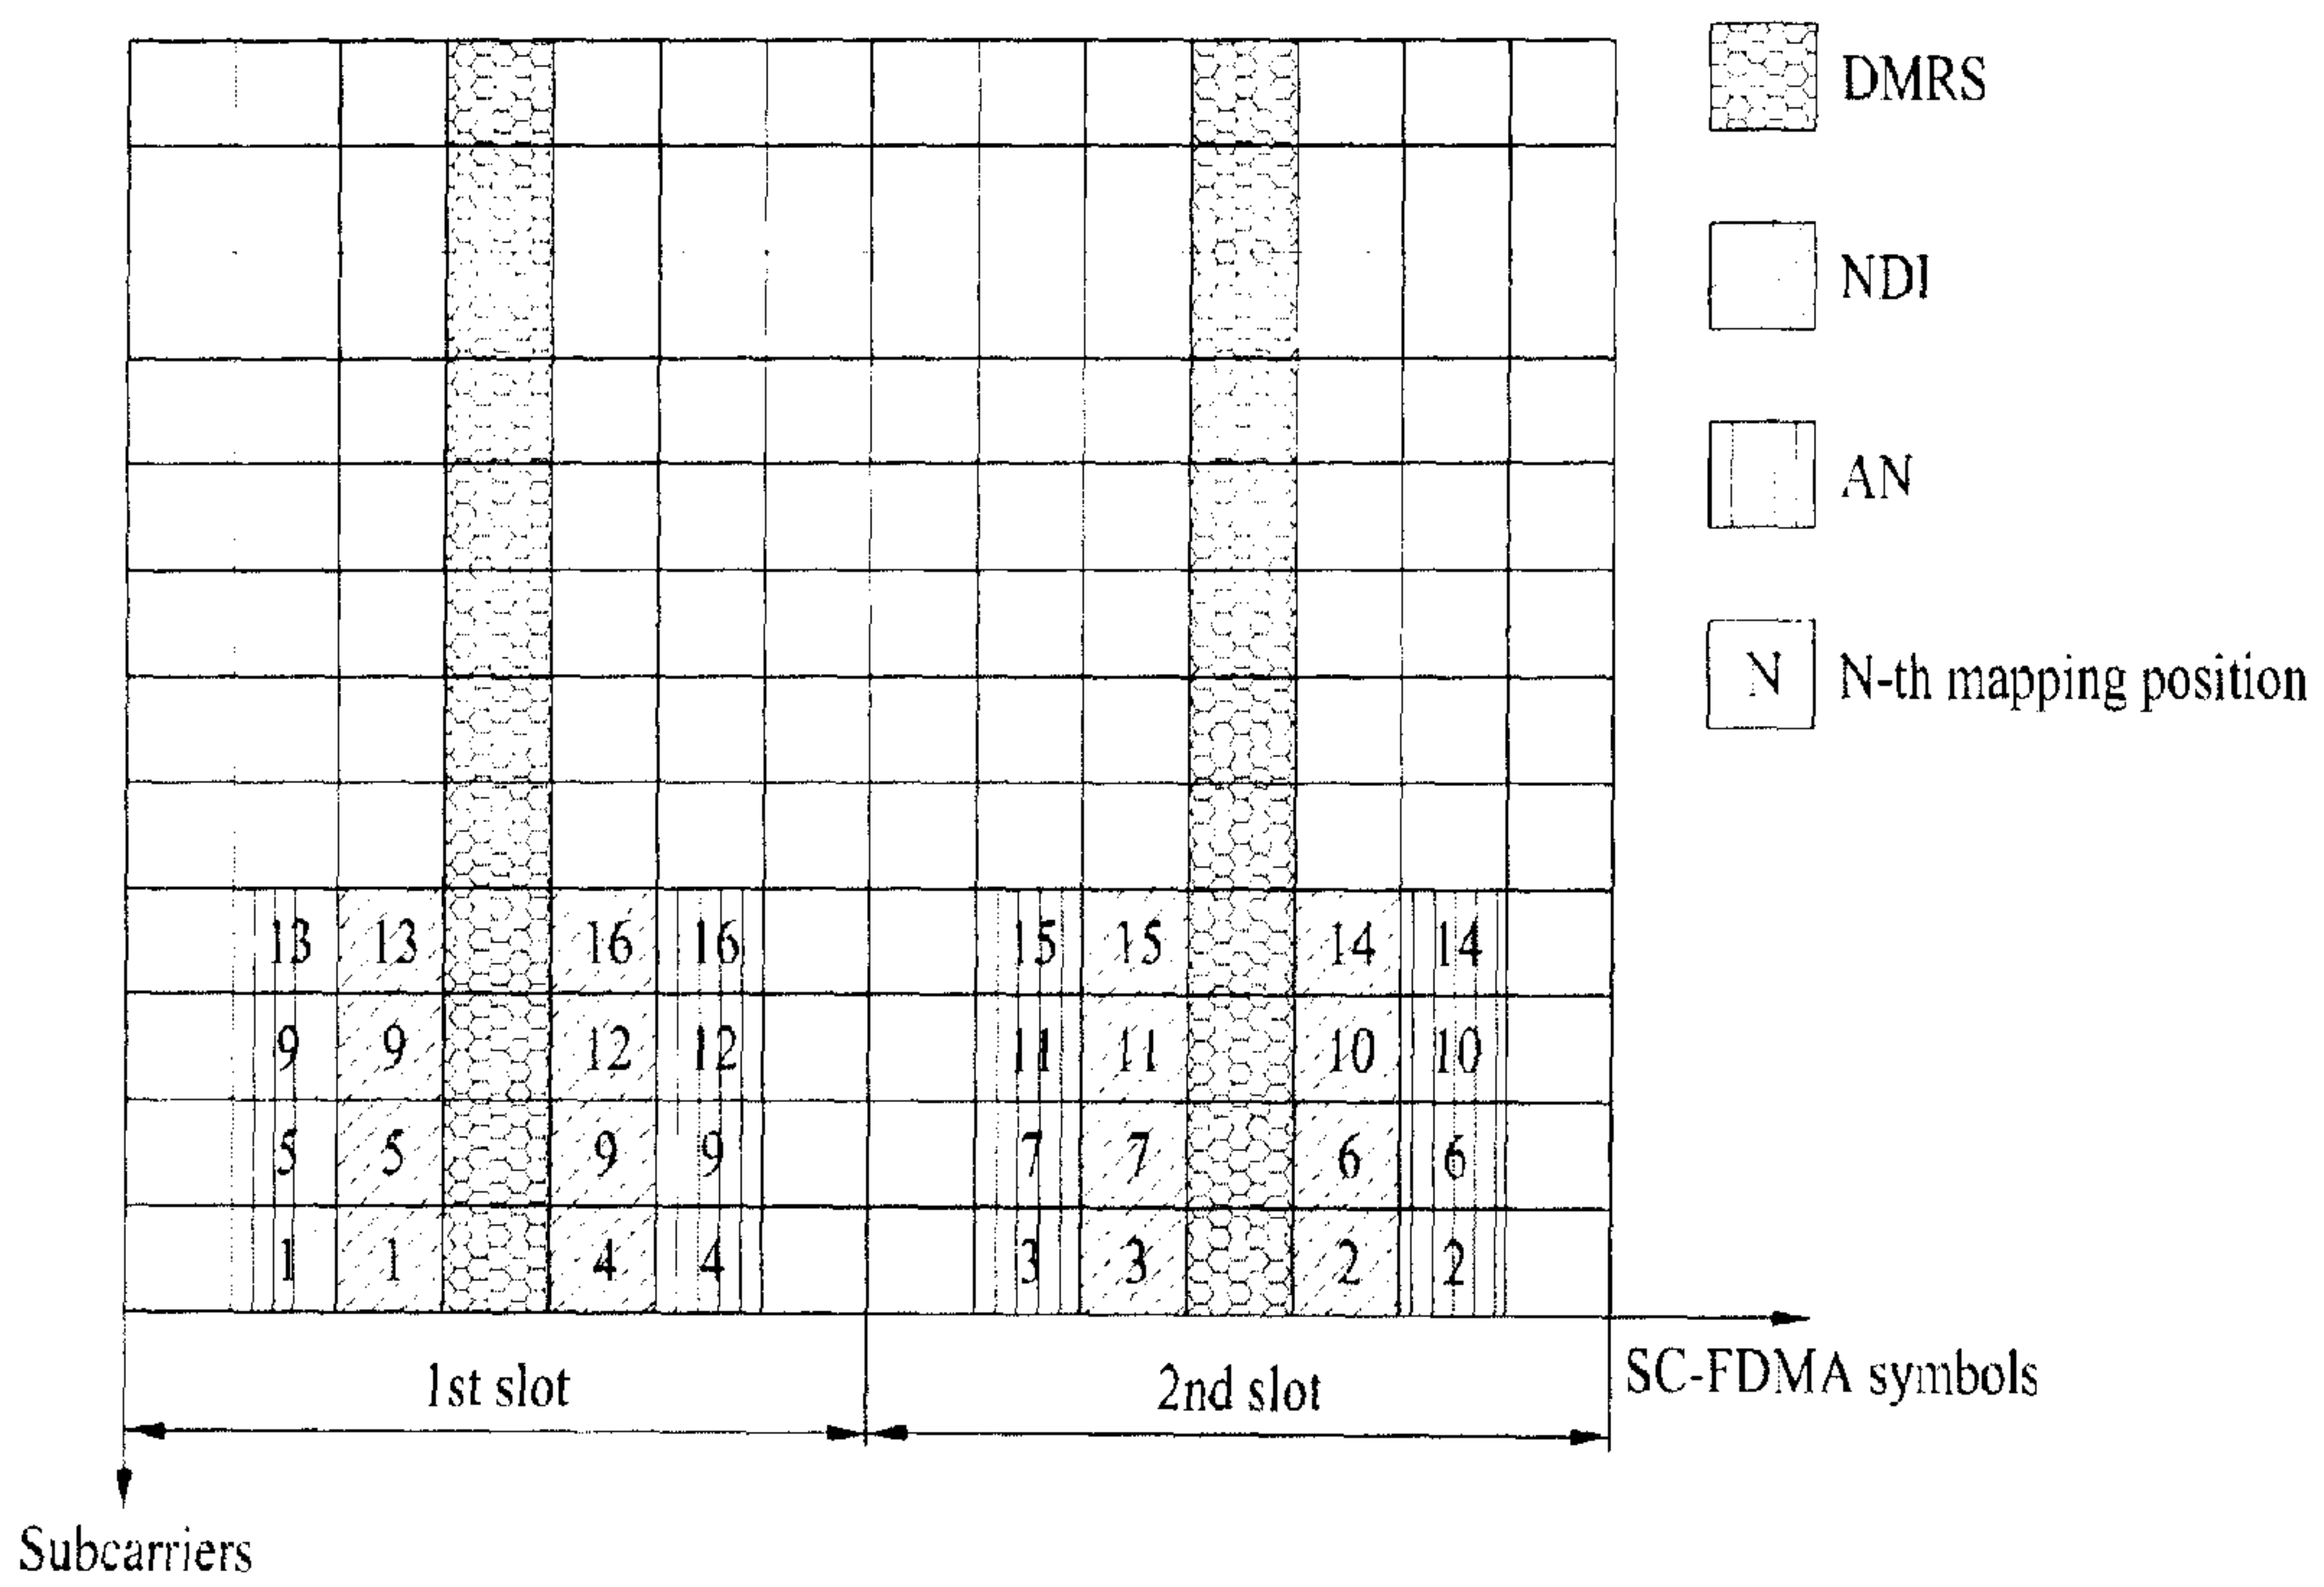 DMRS
NDI
AN
N N-th mapping position
13 13 16 16 15 15 14 14
9 9 12 12 11 11 10 10
5 5 9 9 7 7 6 6
1 1 4 4 3 3 2 2
1st slot 2nd slot SC-FDMA symbols
Subcarriers